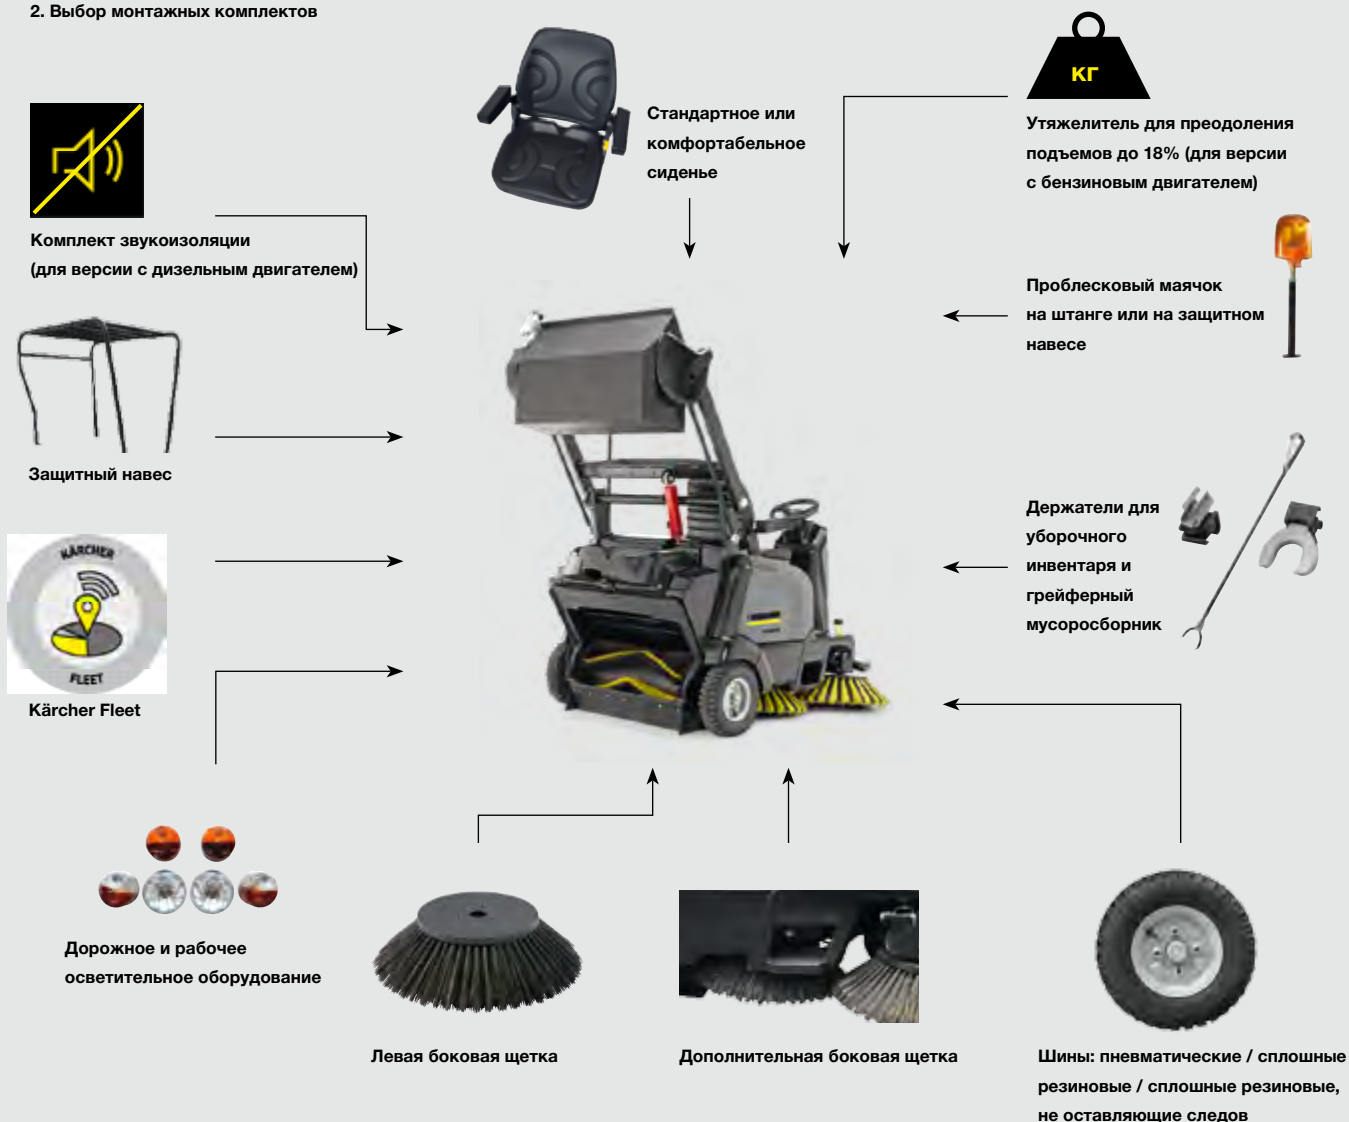 2. Выбор монтажных комплектов
Стандартное или
комфортабельное
сиденье
КГ
Утяжелитель для преодоления
подъемов до 18% (для версии
с бензиновым двигателем)
Комплект звукоизоляции
(для версии с дизельным двигателем)
Проблесковый маячок
на штанге или на защитном
навесе
Защитный навес
Держатели для
уборочного
инвентаря и
грейферный
мусоросборник
KÄRCHER
FLEET
Kärcher Fleet
Дорожное и рабочее
осветительное оборудование
Левая боковая щетка
Дополнительная боковая щетка
Шины: пневматические / сплошные
резиновые / сплошные резиновые,
не оставляющие следов